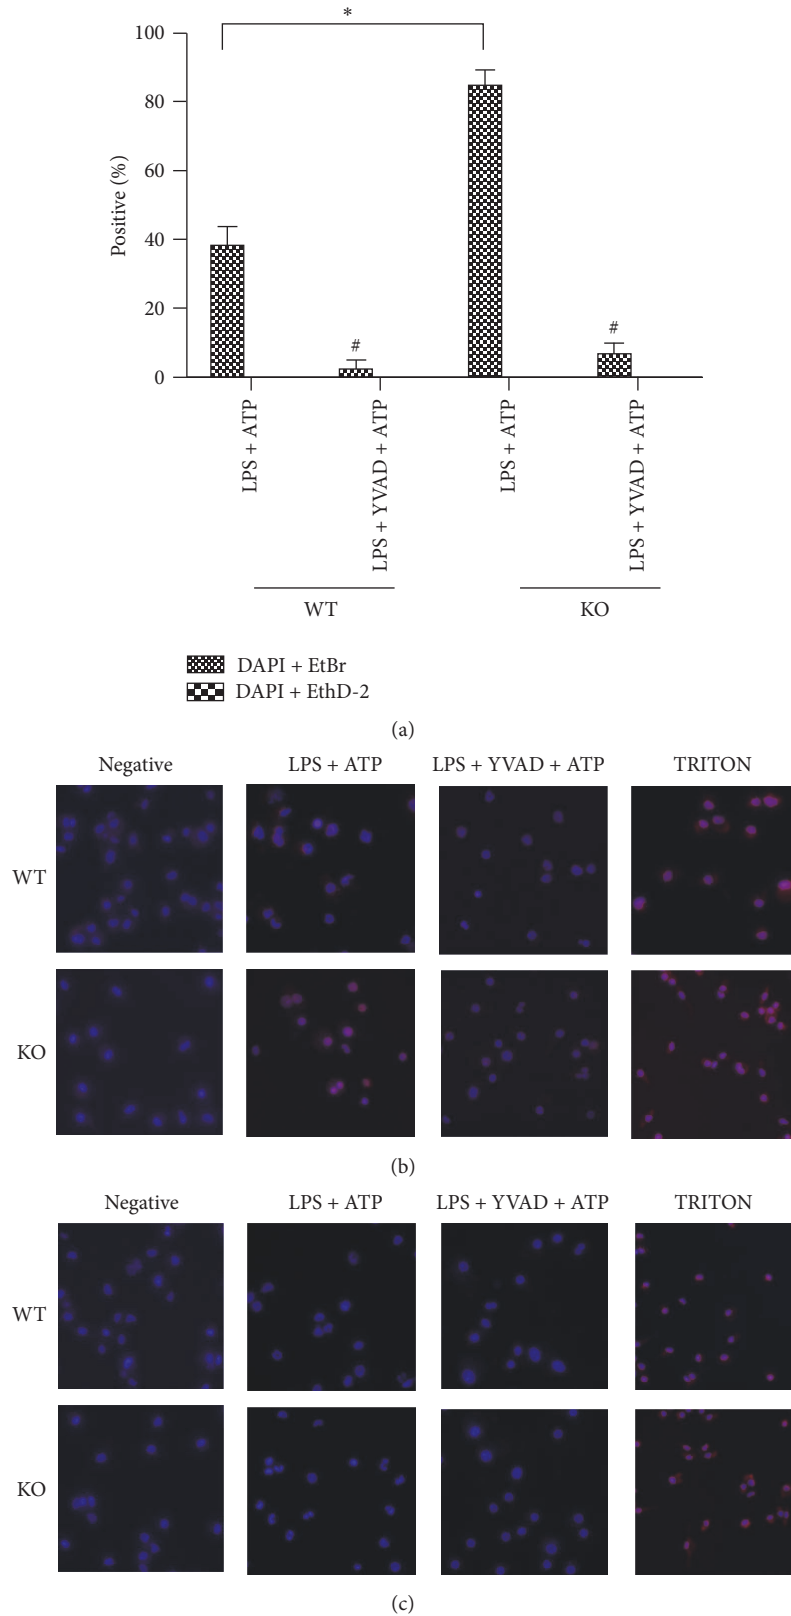 *
100
80
60
40
20
0
Positive (%)
#
#
LPS + ATP
LPS + YVAD + ATP
LPS + ATP
LPS + YVAD + ATP
WT KO
DAPI + EtBr
DAPI + EthD-2
(a)
Negative LPS + ATP LPS + YVAD + ATP TRITON
WT
KO
(b)
Negative LPS + ATP LPS + YVAD + ATP TRITON
WT
KO
(c)